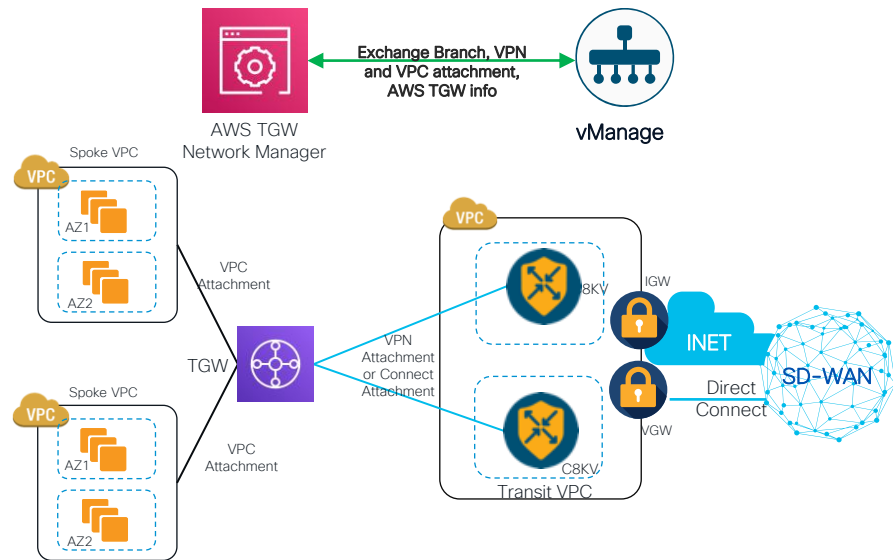 Exchange Branch, VPN
and VPC attachment,
AWS TGW info
AWS TGW
Network Manager
vManage
Spoke VPC
VPC
AZ1
AZ2
VPC
Attachment
TGW
Spoke VPC
VPC
AZ1
AZ2
VPC
Attachment
VPN
Attachment
or Connect
Attachment
VPC
8KV
C8KV
Transit VPC
IGW
VGW
INET
Direct
Connect
SD-WAN